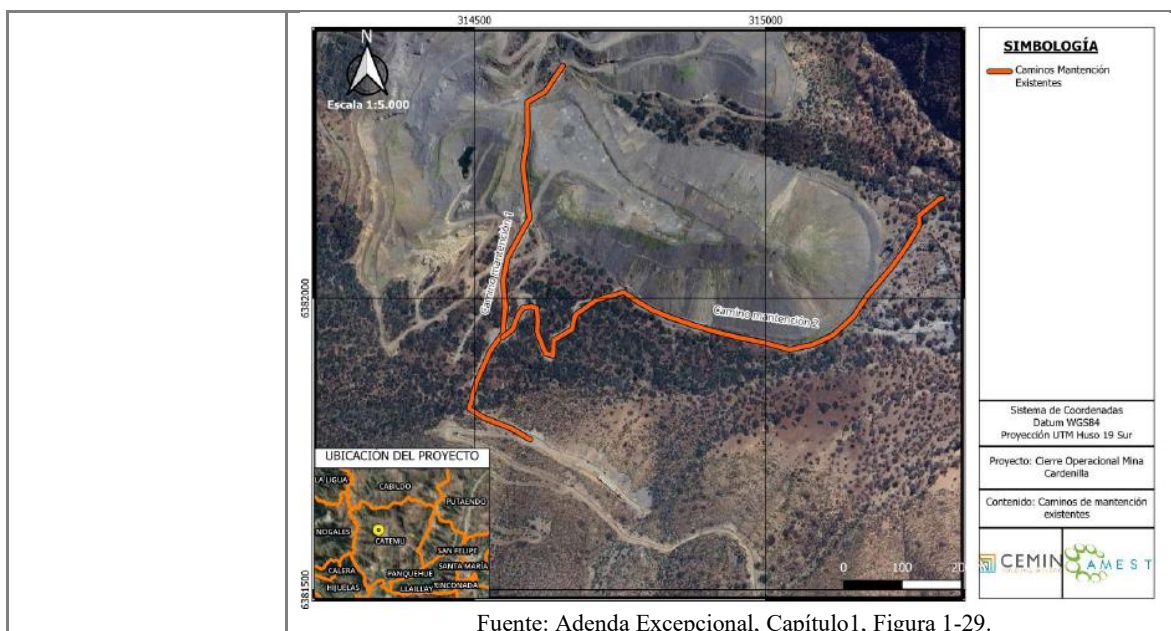 314500
315000
N
Escala 1:5.000
Camino mantención 1
6382000
Camino mantención 2
UBICACION DEL PROYECTO
LA LIGUA
CABILDO
PUTAENDO
NOGALES
CATEMU
SAN FELIPE
CALERA
PANQUEHUE
SANTA MARIA
HIJUELAS
LLAILLAY
RINCONADA
0
100
6381500
SIMBOLOGÍA
Caminos Mantención
Existentes
Sistema de Coordenadas
Datum WGS84
Proyección UTM Huso 19 Sur
Proyecto: Cierre Operacional Mina
Cardenilla
Contenido: Caminos de mantención
existentes
CEMIN
AMEST
Fuente: Adenda Excepcional, Capítulo1, Figura 1-29.